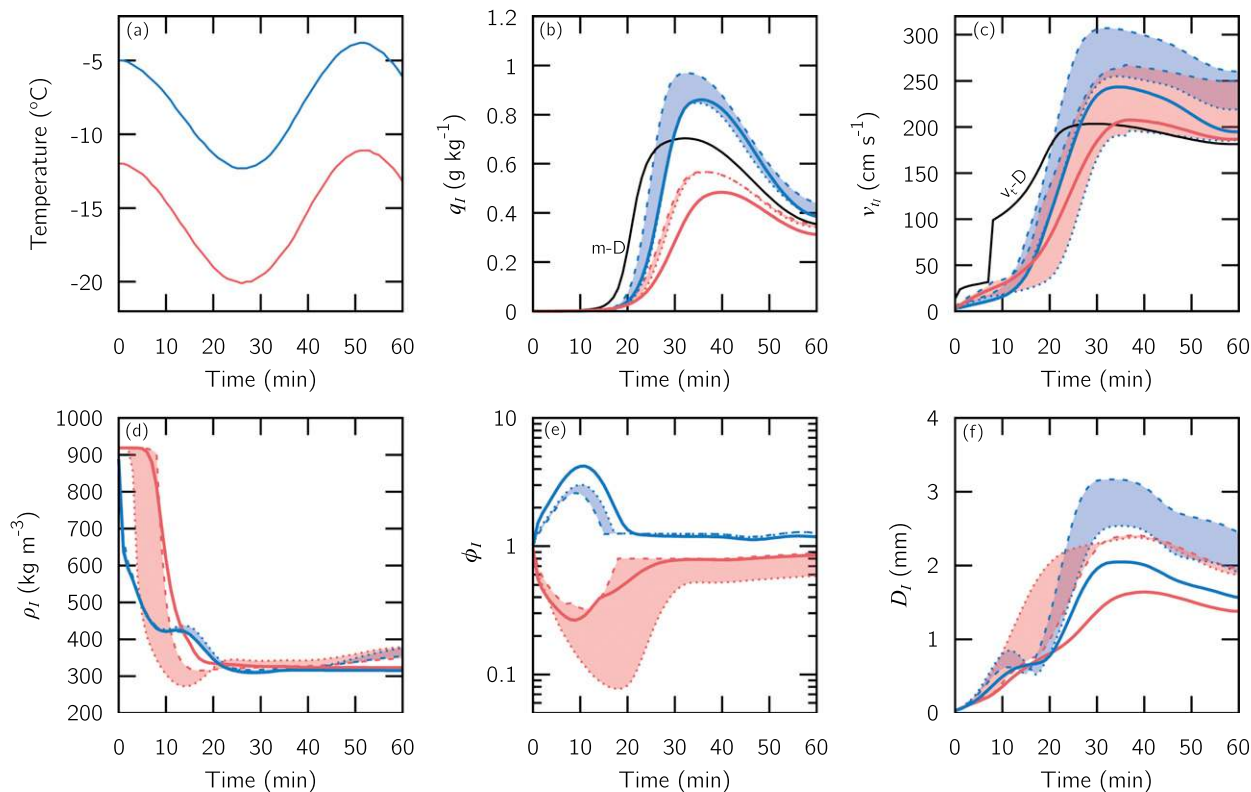 (a)
Temperature (°C)
-5
-10
-15
-20
0 10 20 30 40 50 60
Time (min)
(b)
q_I (g kg⁻¹)
1.2
1
0.8
0.6
0.4
0.2
0
m-D
0 10 20 30 40 50 60
Time (min)
(c)
v_{t_I} (cm s⁻¹)
300
250
200
150
100
50
0
v_t-D
0 10 20 30 40 50 60
Time (min)
(d)
ρ_I (kg m⁻³)
1000
900
800
700
600
500
400
300
200
0 10 20 30 40 50 60
Time (min)
(e)
ϕ_I
10
1
0.1
0 10 20 30 40 50 60
Time (min)
(f)
D_I (mm)
4
3
2
1
0
0 10 20 30 40 50 60
Time (min)